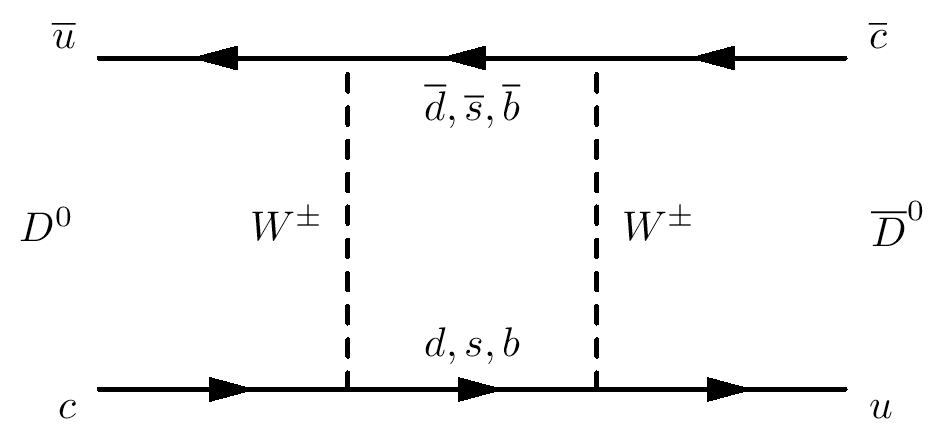 u̅ c̅
d̅, s̅, b̅
D⁰ W± W± D̅⁰
d, s, b
c u